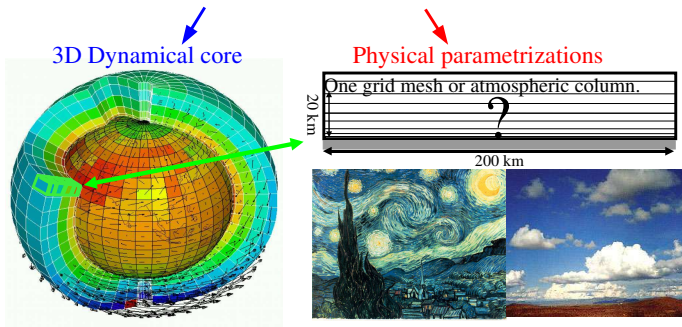 3D Dynamical core
Physical parametrizations
One grid mesh or atmospheric column.
?
20 km
200 km